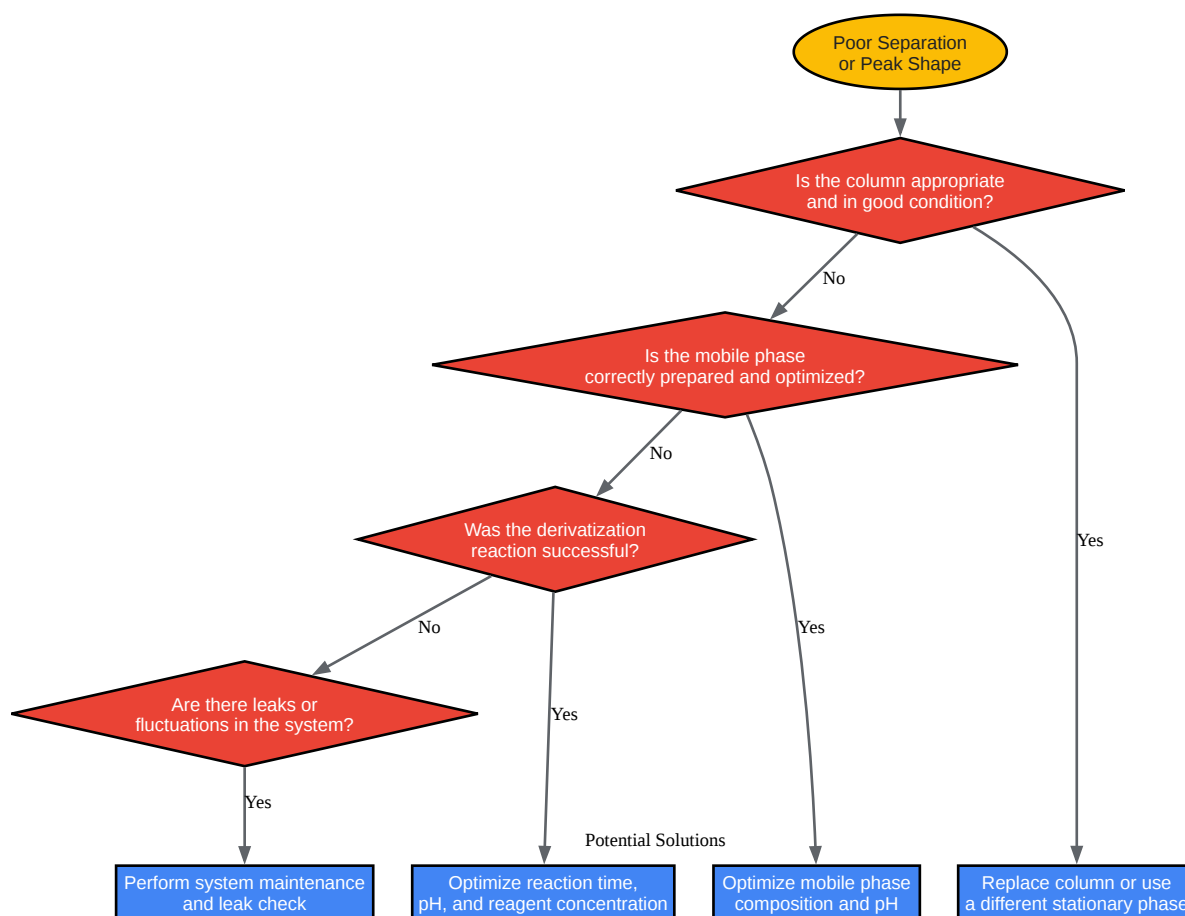 Poor Separation
or Peak Shape
Is the column appropriate
and in good condition?
No
Is the mobile phase
correctly prepared and optimized?
No
Was the derivatization
reaction successful?
Yes
No
Yes
Are there leaks or
fluctuations in the system?
Yes
Yes
Potential Solutions
Perform system maintenance
and leak check
Optimize reaction time,
pH, and reagent concentration
Optimize mobile phase
composition and pH
Replace column or use
a different stationary phase